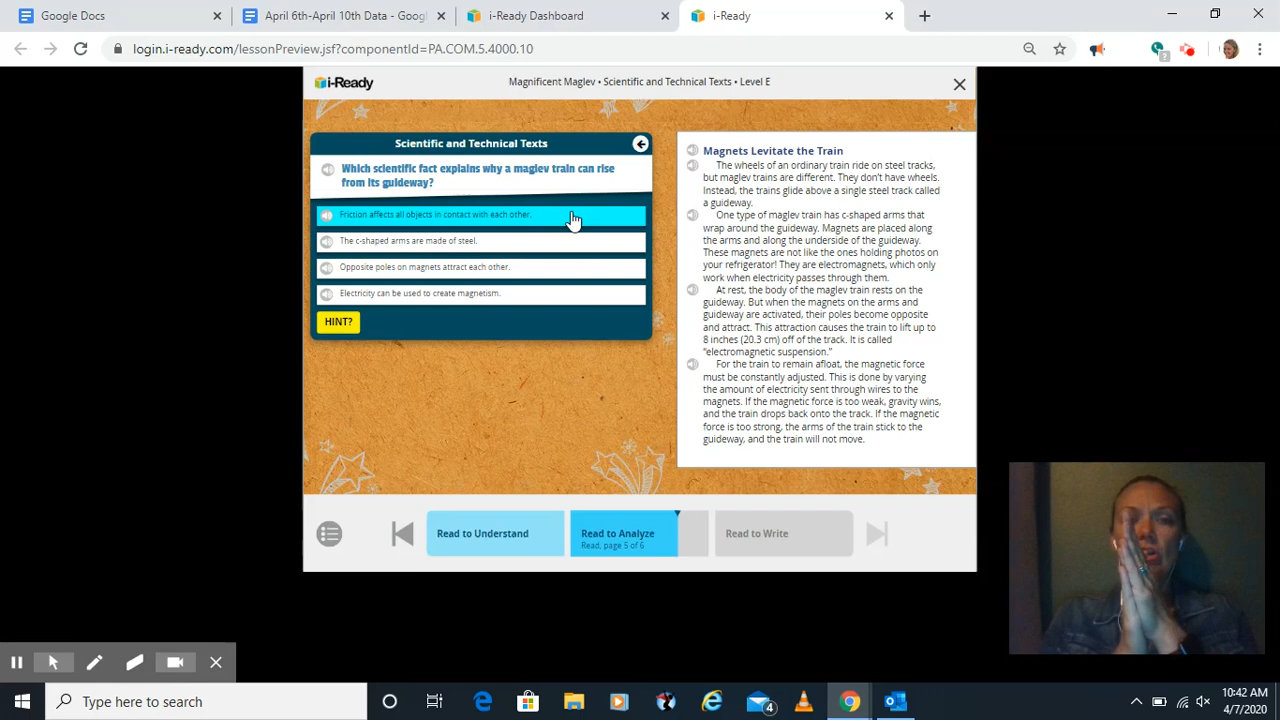 Google Docs
April 6th-April 10th Data - Googl
i-Ready Dashboard
i-Ready
login.i-ready.com/lessonPreview.jsf?componentId=PA.COM.5.4000.10
i-Ready
Magnificent Maglev • Scientific and Technical Texts • Level E
Scientific and Technical Texts
Which scientific fact explains why a maglev train can rise
from its guideway?
Friction affects all objects in contact with each other.
The c-shaped arms are made of steel.
Opposite poles on magnets attract each other.
Electricity can be used to create magnetism.
HINT?
Magnets Levitate the Train
The wheels of an ordinary train ride on steel tracks,
but maglev trains are different. They don't have wheels.
Instead, the trains glide above a single steel track called
a guideway.
One type of maglev train has c-shaped arms that
wrap around the guideway. Magnets are placed along
the arms and along the underside of the guideway.
These magnets are not like the ones holding photos on
your refrigerator! They are electromagnets, which only
work when electricity passes through them.
At rest, the body of the maglev train rests on the
guideway. But when the magnets on the arms and
guideway are activated, their poles become opposite
and attract. This attraction causes the train to lift up to
8 inches (20.3 cm) off of the track. It is called
"electromagnetic suspension."
For the train to remain afloat, the magnetic force
must be constantly adjusted. This is done by varying
the amount of electricity sent through wires to the
magnets. If the magnetic force is too weak, gravity wins,
and the train drops back onto the track. If the magnetic
force is too strong, the arms of the train stick to the
guideway, and the train will not move.
Read to Understand
Read to Analyze
Read, page 5 of 6
Read to Write
Type here to search
4
10:42 AM
4/7/2020